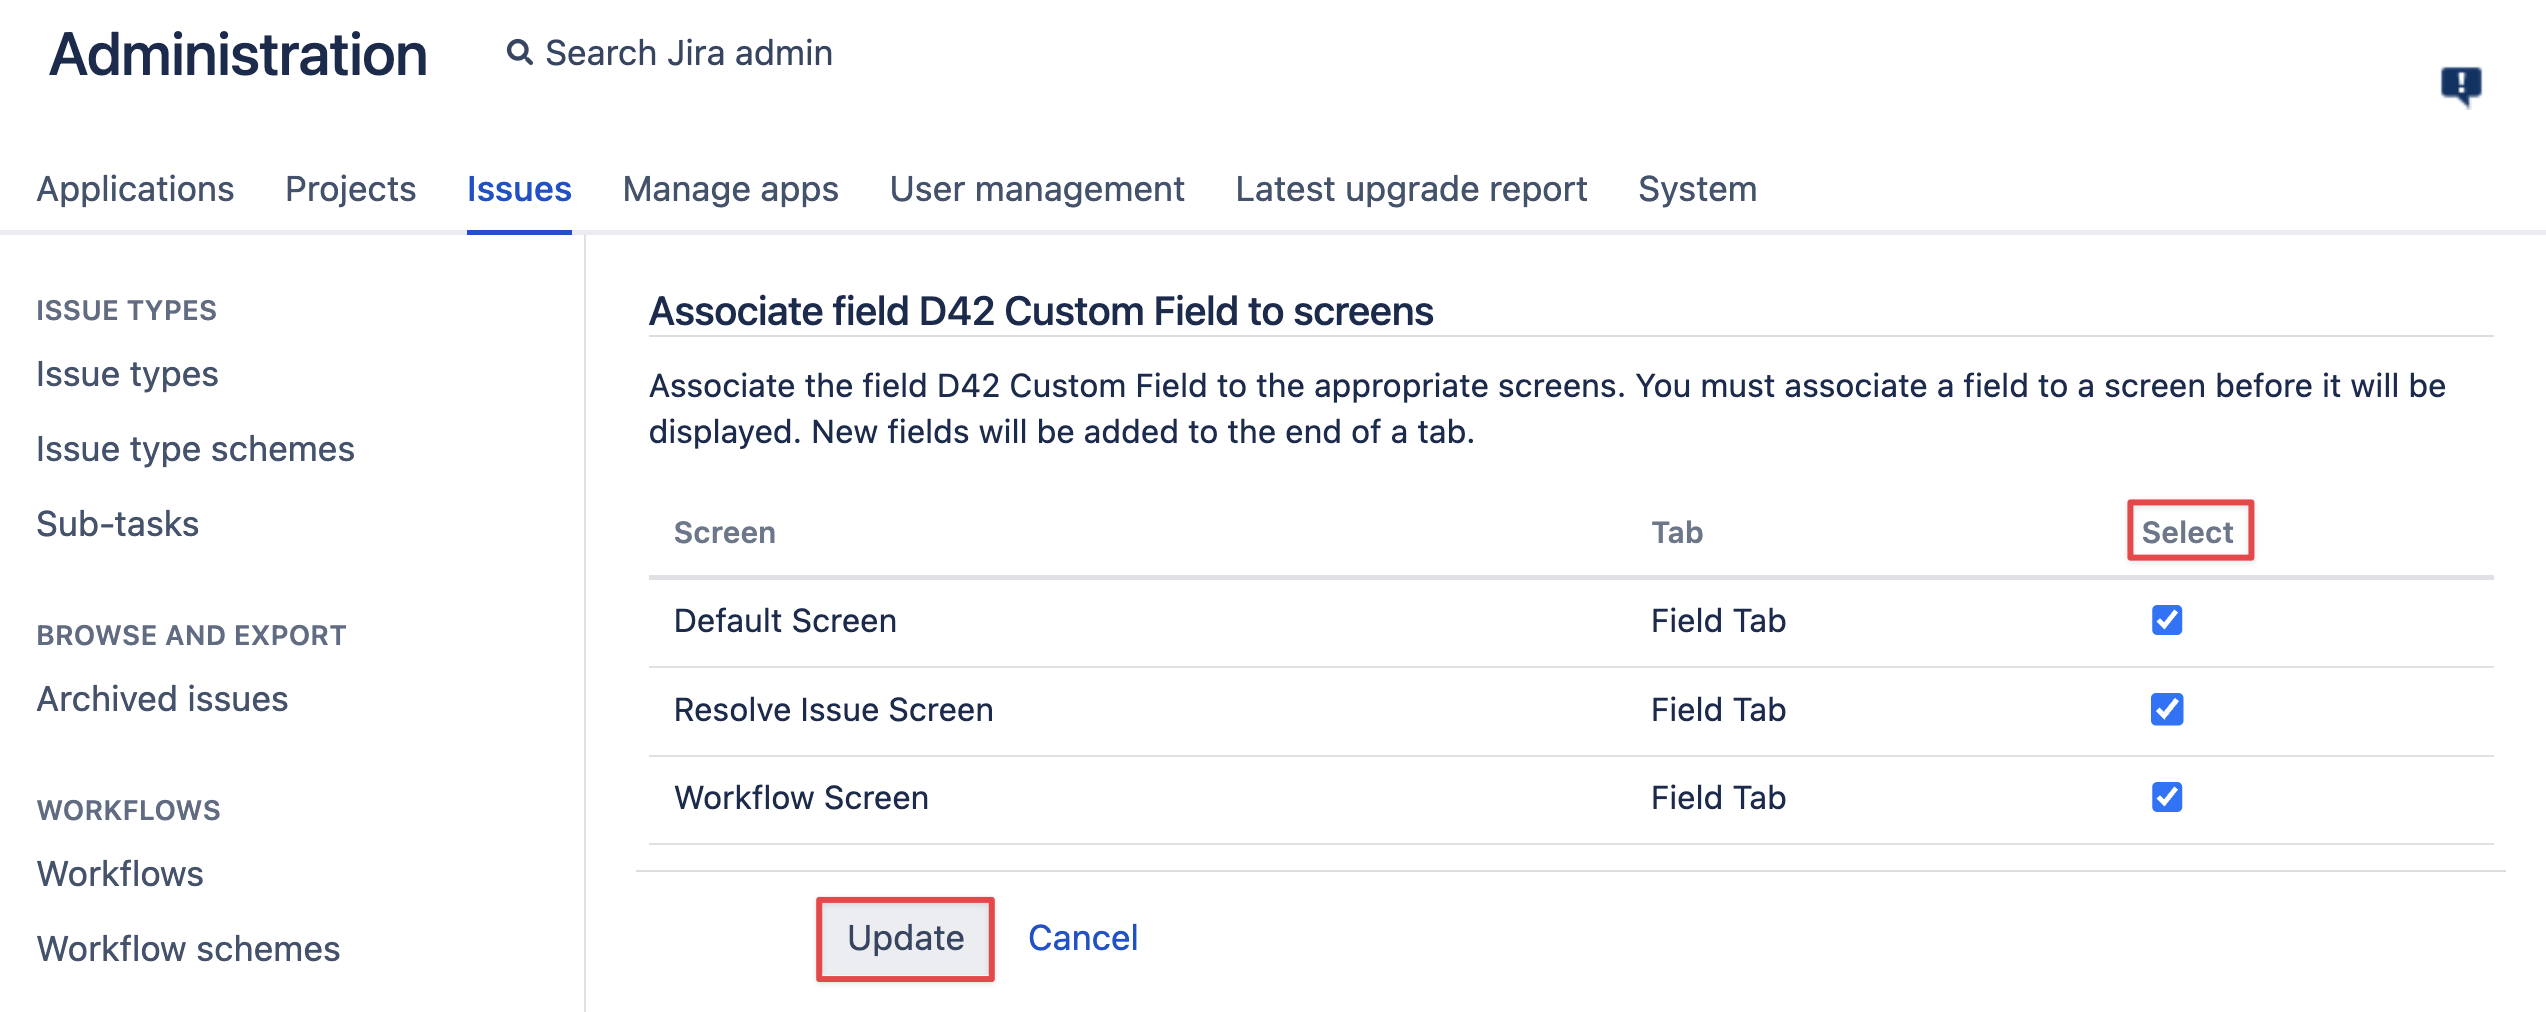 Administration
Search Jira admin
Applications Projects Issues Manage apps User management Latest upgrade report System
ISSUE TYPES
Issue types
Issue type schemes
Sub-tasks
BROWSE AND EXPORT
Archived issues
WORKFLOWS
Workflows
Workflow schemes
Associate field D42 Custom Field to screens
Associate the field D42 Custom Field to the appropriate screens. You must associate a field to a screen before it will be
displayed. New fields will be added to the end of a tab.
Screen Tab Select
Default Screen Field Tab
Resolve Issue Screen Field Tab
Workflow Screen Field Tab
Update Cancel